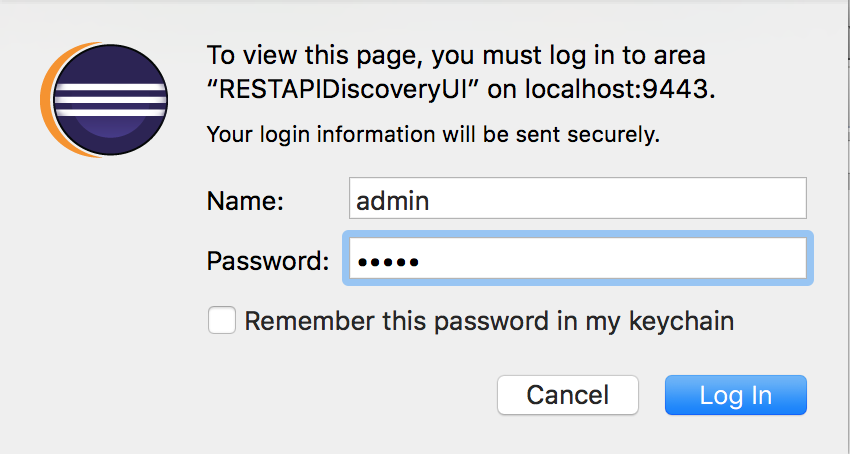 To view this page, you must log in to area
“RESTAPIDiscoveryUI” on localhost:9443.
Your login information will be sent securely.
Name: admin
Password: •••••
Remember this password in my keychain
Cancel Log In